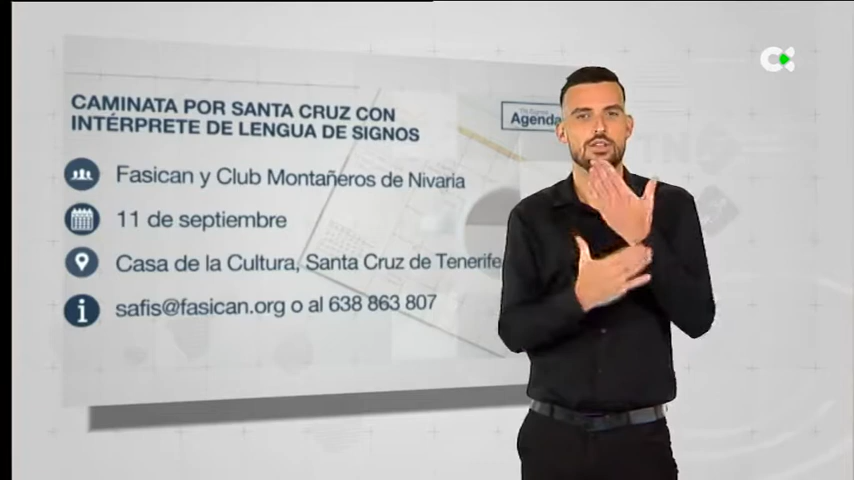 CAMINATA POR SANTA CRUZ CON
INTÉRPRETE DE LENGUA DE SIGNOS
Agenda
Fasican y Club Montañeros de Nivaria
11 de septiembre
Casa de la Cultura, Santa Cruz de Tenerife
safis@fasican.org o al 638 863 807